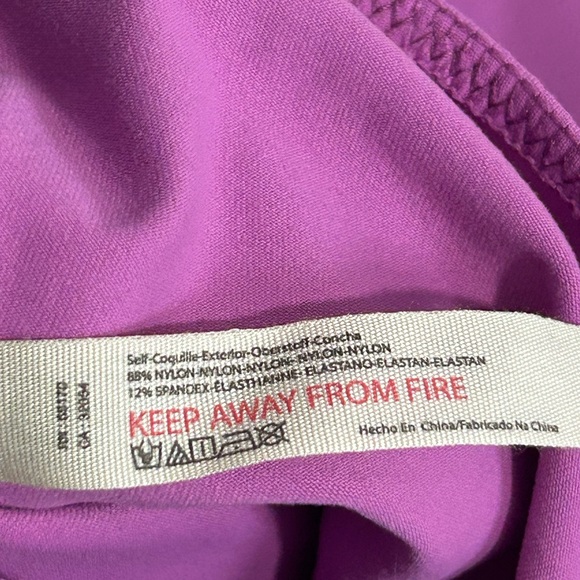 Self-Coquille-Exterior-Oberstoff-Concha
88% NYLON-NYLON-NYLON- NYLON-NYLON
12% SPANDEX-ÉLASTHANNE- ELASTANO-ELASTAN-ELASTAN
KEEP AWAY FROM FIRE
Hecho En China/Fabricado Na China